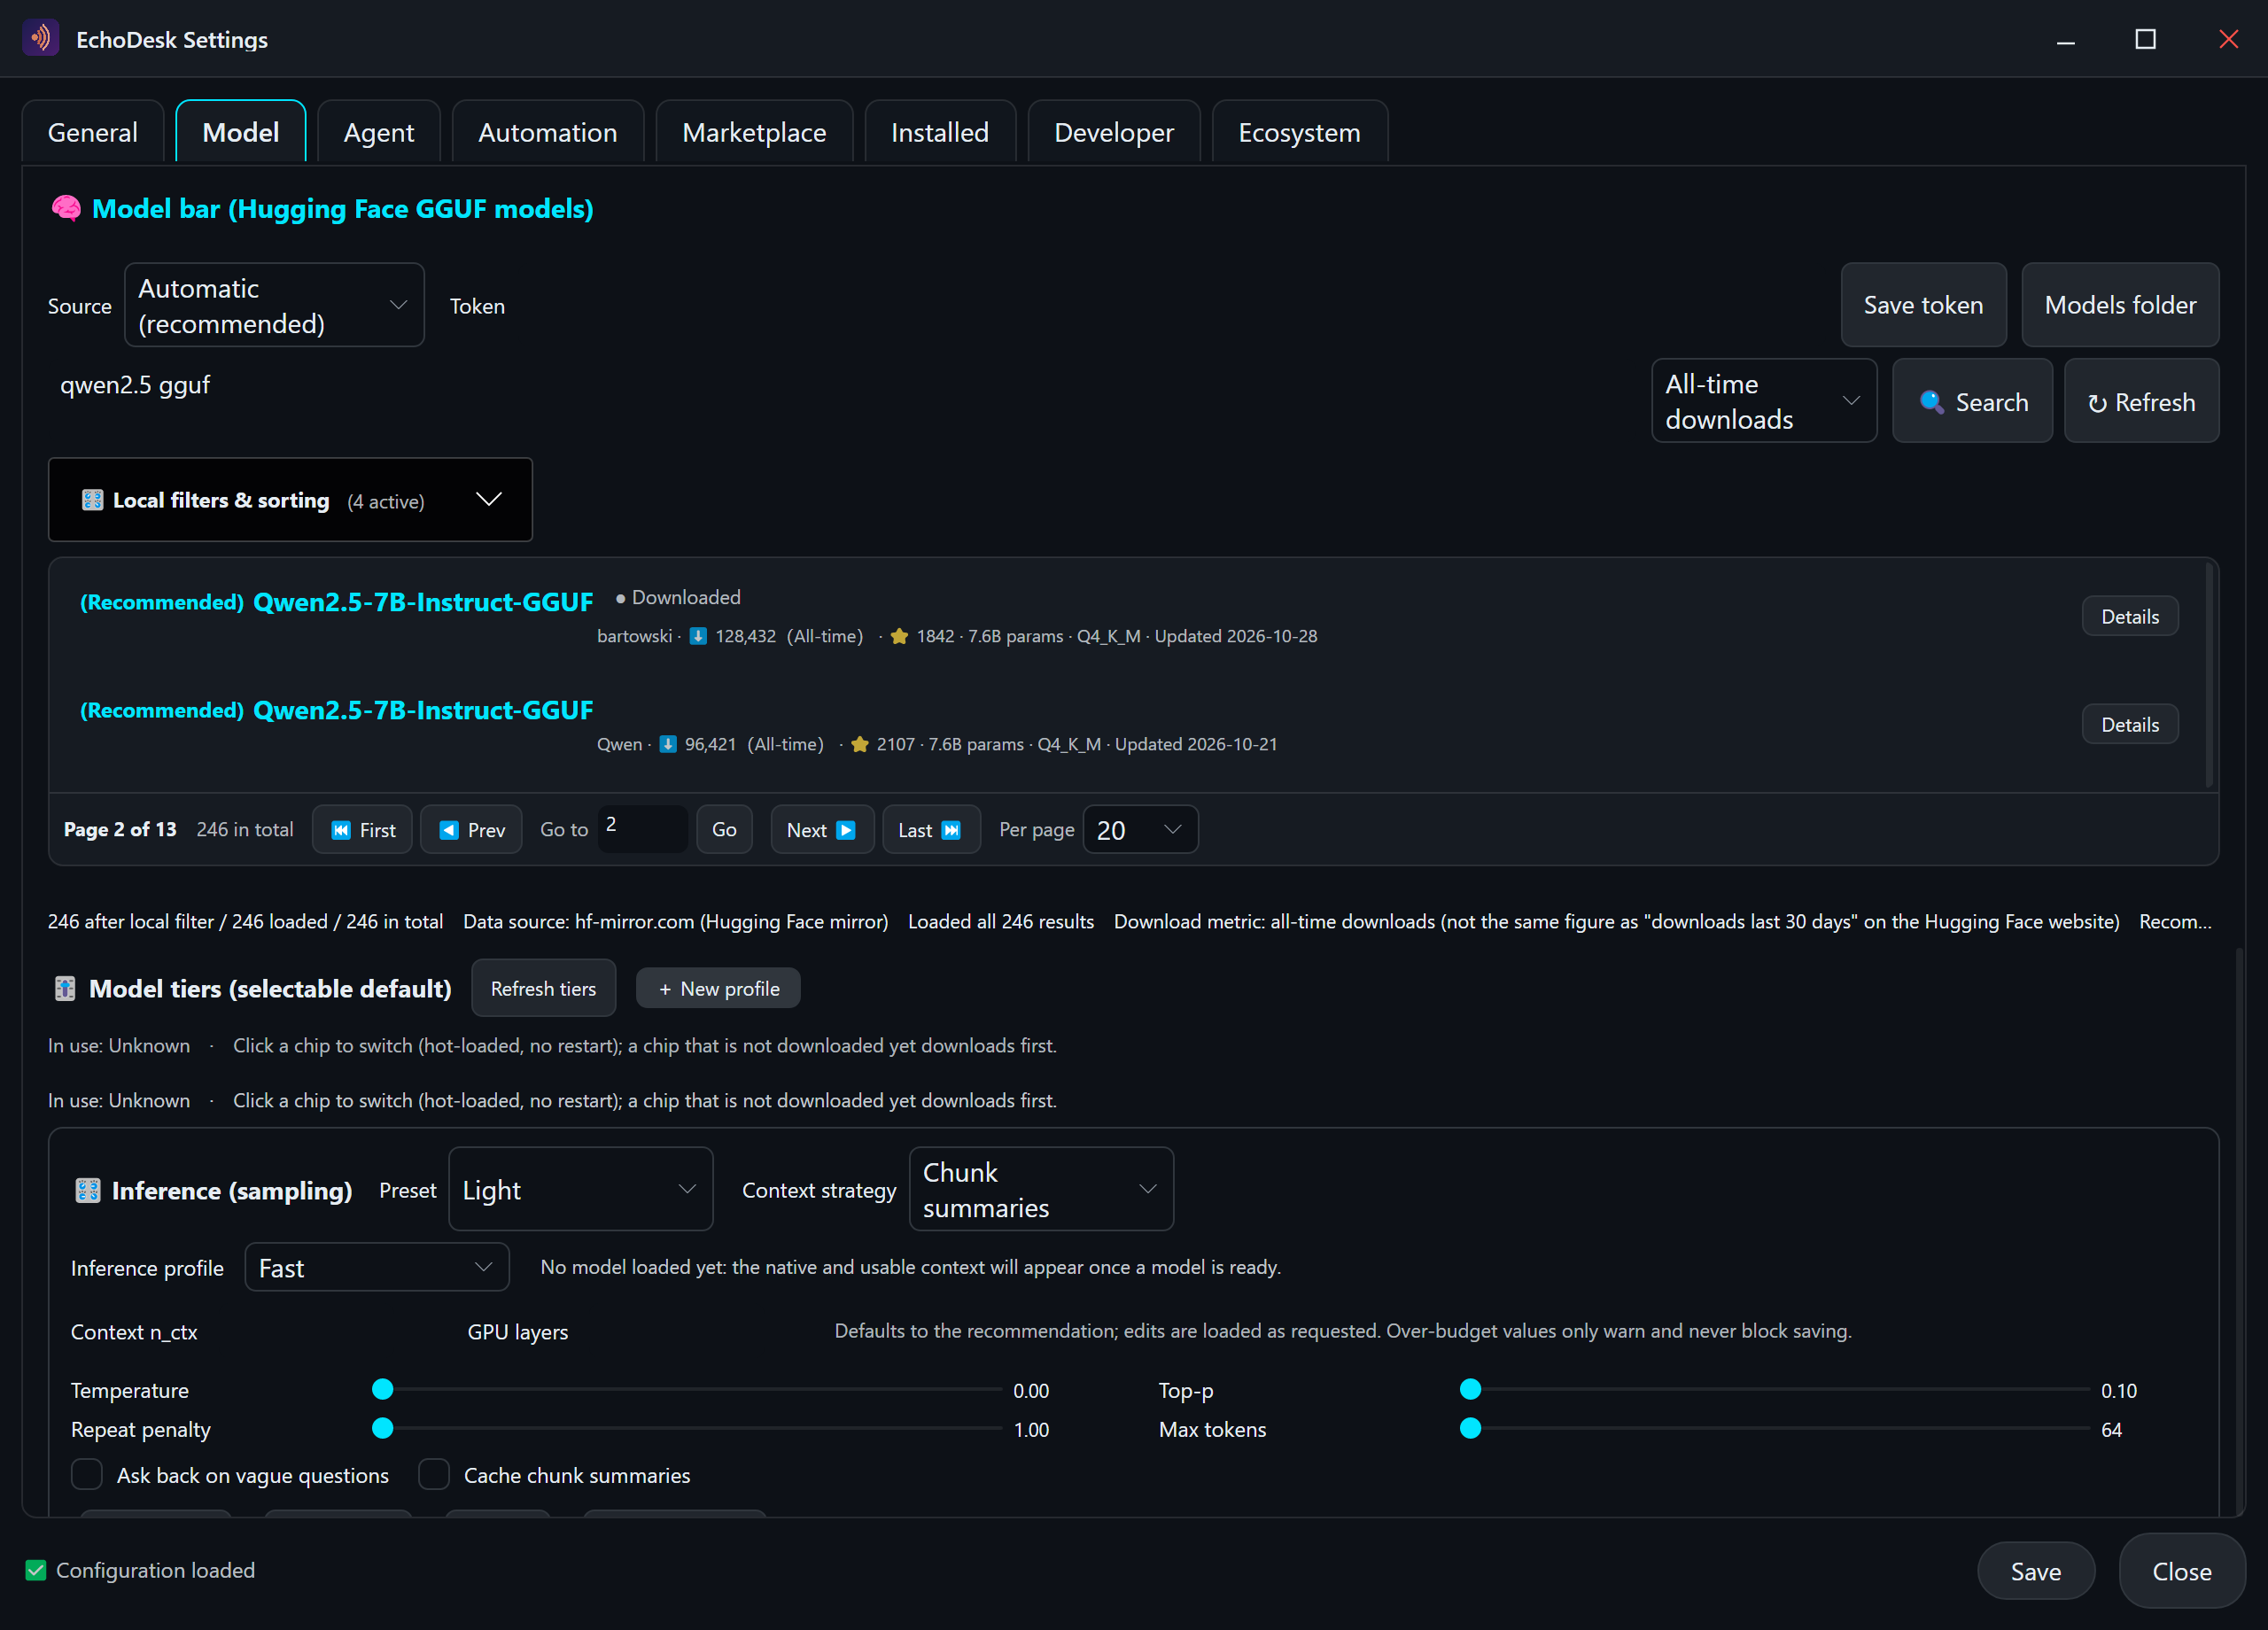 EchoDesk Settings
General
Model
Agent
Automation
Marketplace
Installed
Developer
Ecosystem
🧠 Model bar (Hugging Face GGUF models)
Source
Automatic
(recommended)
Token
Save token
Models folder
qwen2.5 gguf
All-time
downloads
🔍 Search
↻ Refresh
🎛 Local filters & sorting (4 active)
(Recommended) Qwen2.5-7B-Instruct-GGUF ● Downloaded
bartowski · ⬇ 128,432 (All-time) · ⭐ 1842 · 7.6B params · Q4_K_M · Updated 2026-10-28
Details
(Recommended) Qwen2.5-7B-Instruct-GGUF
Qwen · ⬇ 96,421 (All-time) · ⭐ 2107 · 7.6B params · Q4_K_M · Updated 2026-10-21
Details
Page 2 of 13 246 in total ⏮ First ◀ Prev Go to 2 Go Next ▶ Last ⏭ Per page 20
246 after local filter / 246 loaded / 246 in total Data source: hf-mirror.com (Hugging Face mirror) Loaded all 246 results Download metric: all-time downloads (not the same figure as "downloads last 30 days" on the Hugging Face website) Recom...
Model tiers (selectable default) Refresh tiers + New profile
In use: Unknown · Click a chip to switch (hot-loaded, no restart); a chip that is not downloaded yet downloads first.
In use: Unknown · Click a chip to switch (hot-loaded, no restart); a chip that is not downloaded yet downloads first.
🎛 Inference (sampling) Preset Light Context strategy
Chunk
summaries
Inference profile Fast No model loaded yet: the native and usable context will appear once a model is ready.
Context n_ctx GPU layers Defaults to the recommendation; edits are loaded as requested. Over-budget values only warn and never block saving.
Temperature 0.00 Top-p 0.10
Repeat penalty 1.00 Max tokens 64
Ask back on vague questions Cache chunk summaries
✅ Configuration loaded
Save
Close